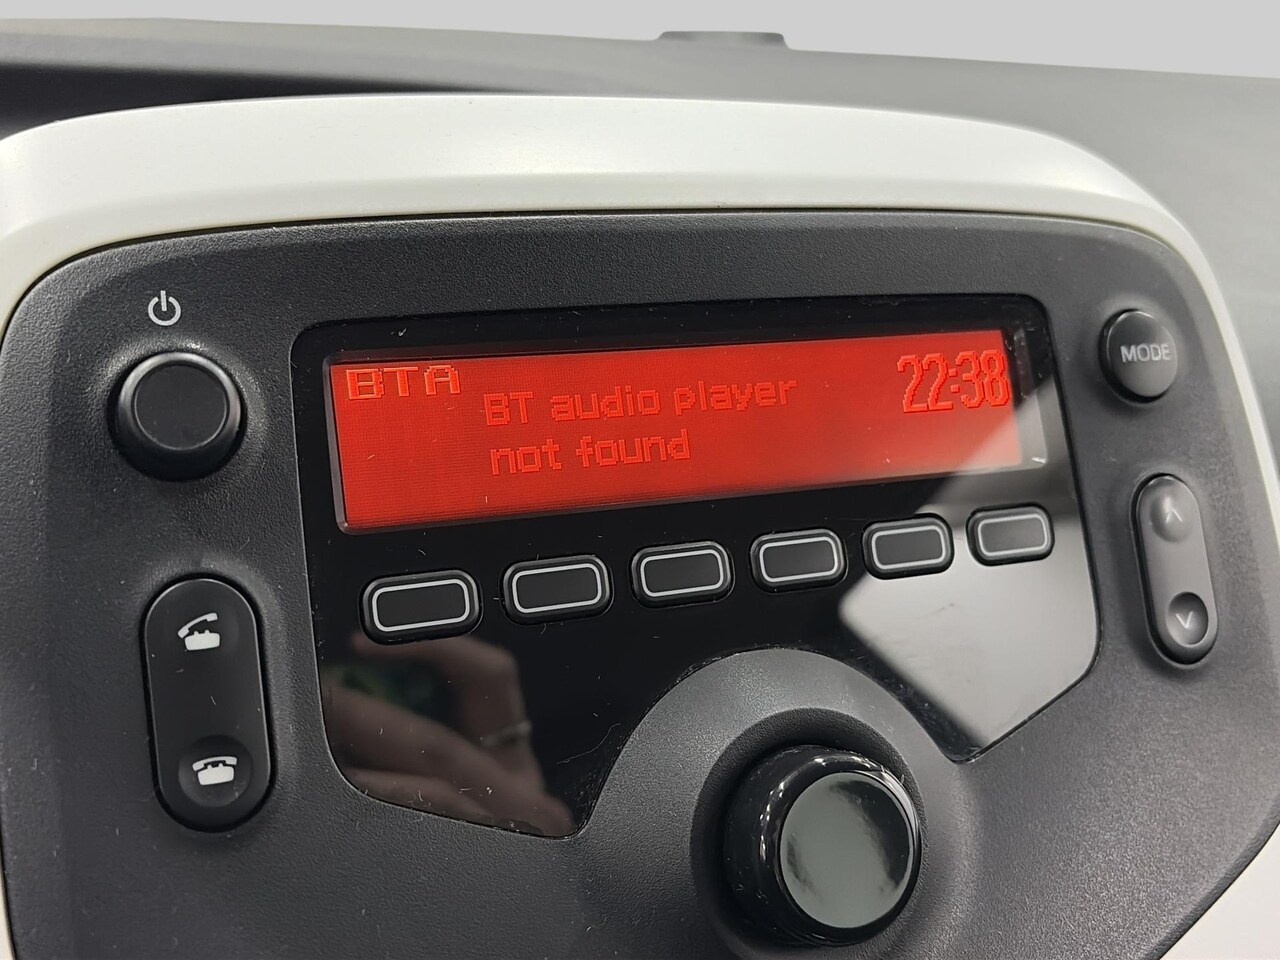 BTA
BT audio player
not found
22:38
MODE